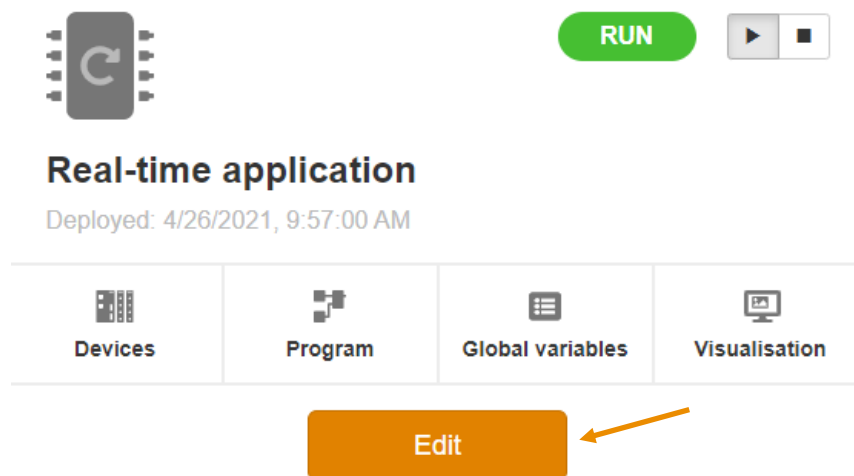 RUN
Real-time application
Deployed: 4/26/2021, 9:57:00 AM
Devices
Program
Global variables
Visualisation
Edit